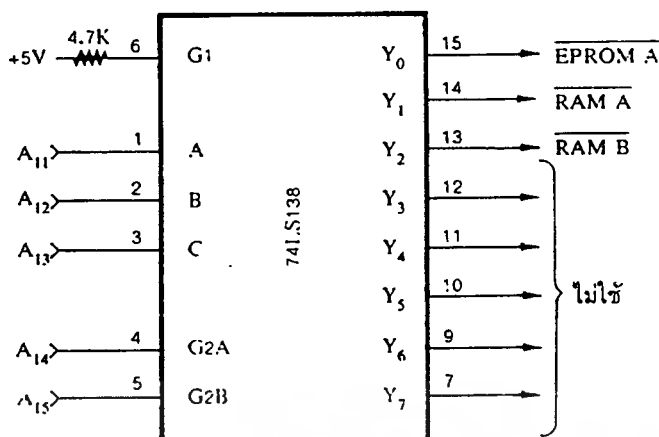 +5V 4.7K 6 G1 Y0 15 EPROM A
Y1 14 RAM A
A11 1 A Y2 13 RAM B
A12 2 B Y3 12
74LS138
A13 3 C Y4 11
Y5 10 ไม่ใช้
A14 4 G2A Y6 9
A15 5 G2B Y7 7